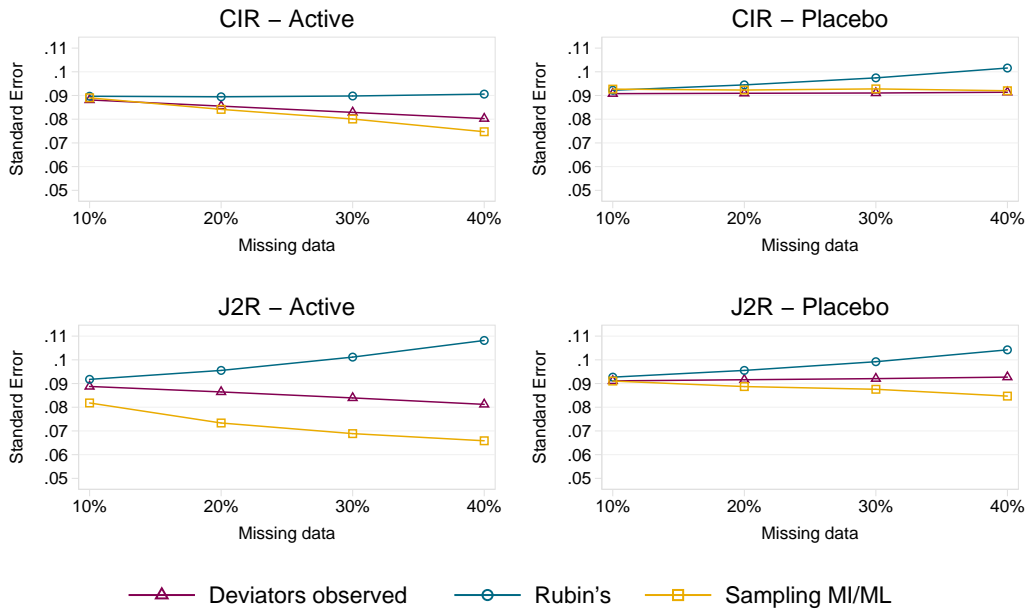 CIR – Active
Standard Error
.11
.1
.09
.08
.07
.06
.05
10% 20% 30% 40%
Missing data
CIR – Placebo
Standard Error
.11
.1
.09
.08
.07
.06
.05
10% 20% 30% 40%
Missing data
J2R – Active
Standard Error
.11
.1
.09
.08
.07
.06
.05
10% 20% 30% 40%
Missing data
J2R – Placebo
Standard Error
.11
.1
.09
.08
.07
.06
.05
10% 20% 30% 40%
Missing data
Deviators observed Rubin's Sampling MI/ML